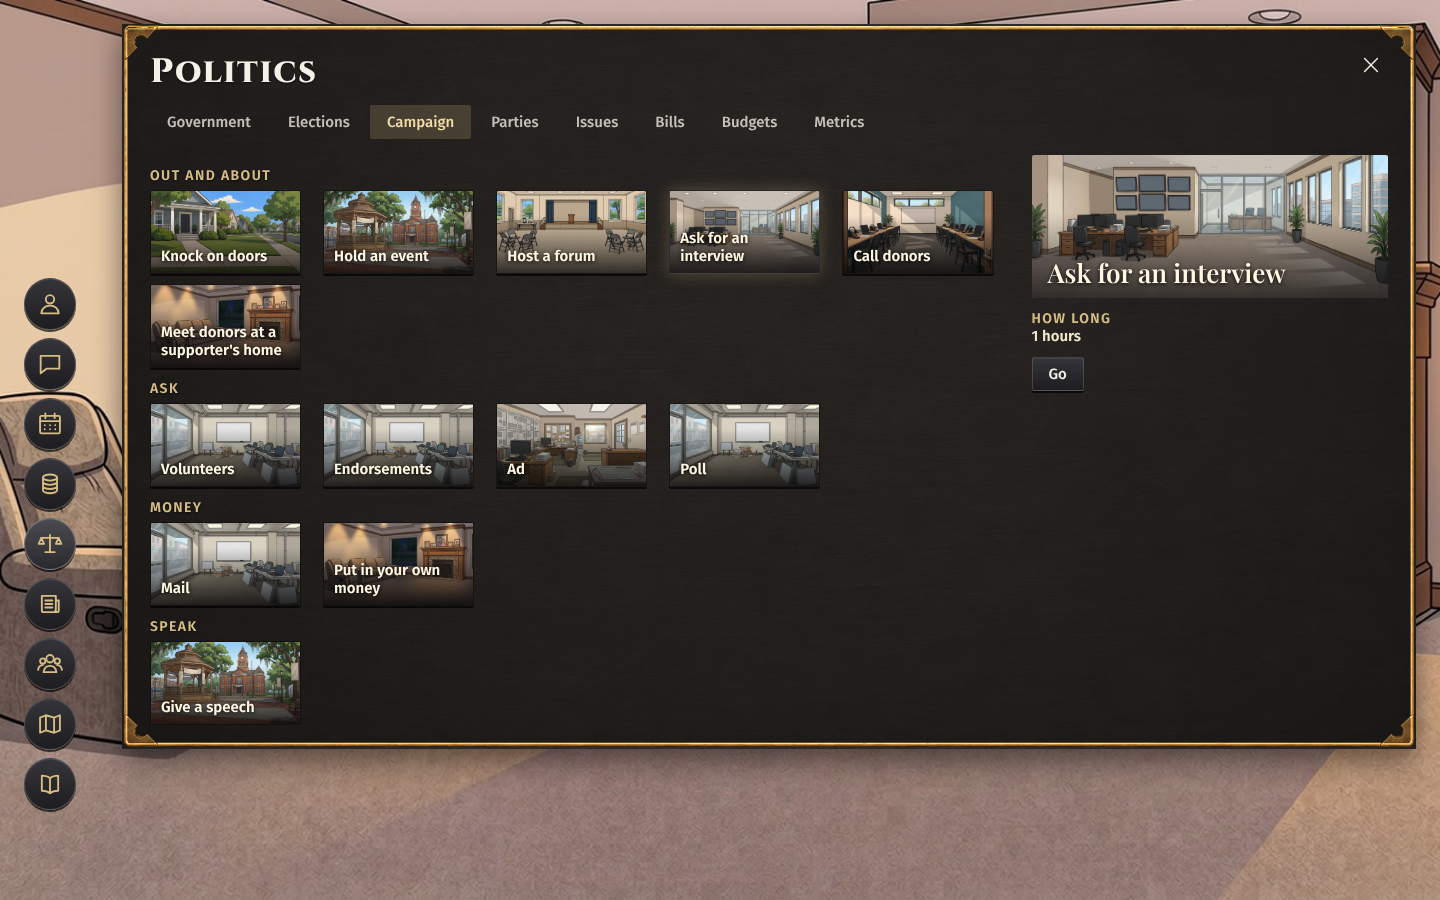 Politics
Government
Elections
Campaign
Parties
Issues
Bills
Budgets
Metrics
OUT AND ABOUT
Knock on doors
Hold an event
Host a forum
Ask for an
interview
Call donors
Meet donors at a
supporter's home
ASK
Volunteers
Endorsements
Ad
Poll
MONEY
Mail
Put in your own
money
SPEAK
Give a speech
Ask for an interview
HOW LONG
1 hours
Go